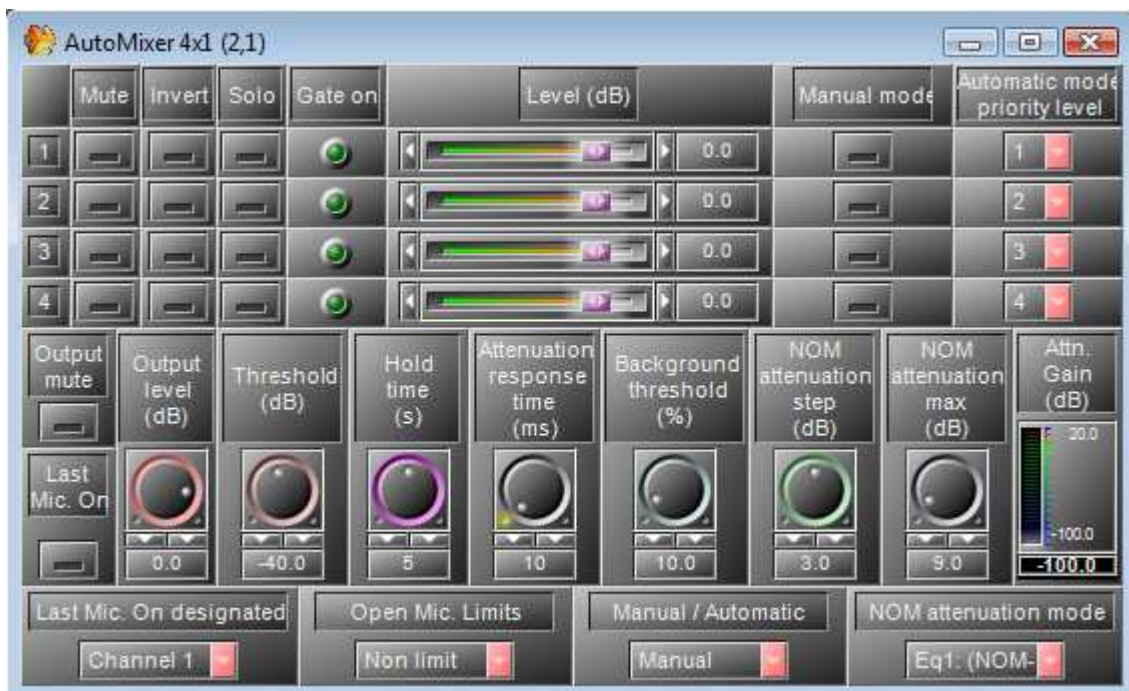 AutoMixer 4x1 (2,1)
Mute Invert Solo Gate on Level (dB) Manual mode Automatic mode priority level
1 0.0 1
2 0.0 2
3 0.0 3
4 0.0 4
Output mute
Output level (dB)
Threshold (dB)
Hold time (s)
Attenuation response time (ms)
Background threshold (%)
NOM attenuation step (dB)
NOM attenuation max (dB)
Attn. Gain (dB)
Last Mic. On
20.0
-100.0
0.0 -40.0 5 10 10.0 3.0 9.0 -100.0
Last Mic. On designated Open Mic. Limits Manual / Automatic NOM attenuation mode
Channel 1 Non limit Manual Eq1: (NOM-